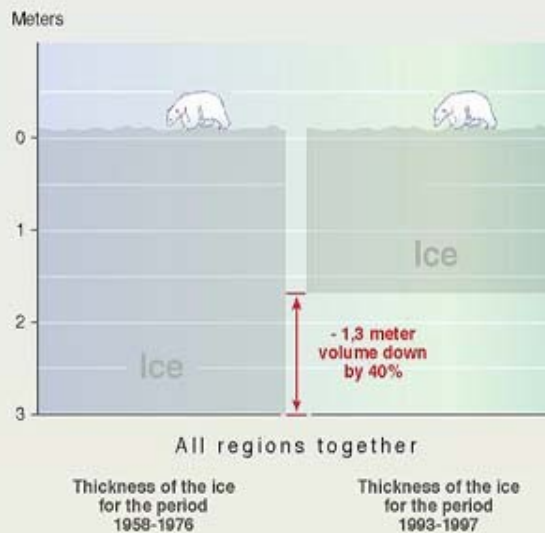 Meters
0
1
2
3
Ice
Ice
- 1,3 meter
volume down
by 40%
All regions together
Thickness of the ice
for the period
1958-1976
Thickness of the ice
for the period
1993-1997